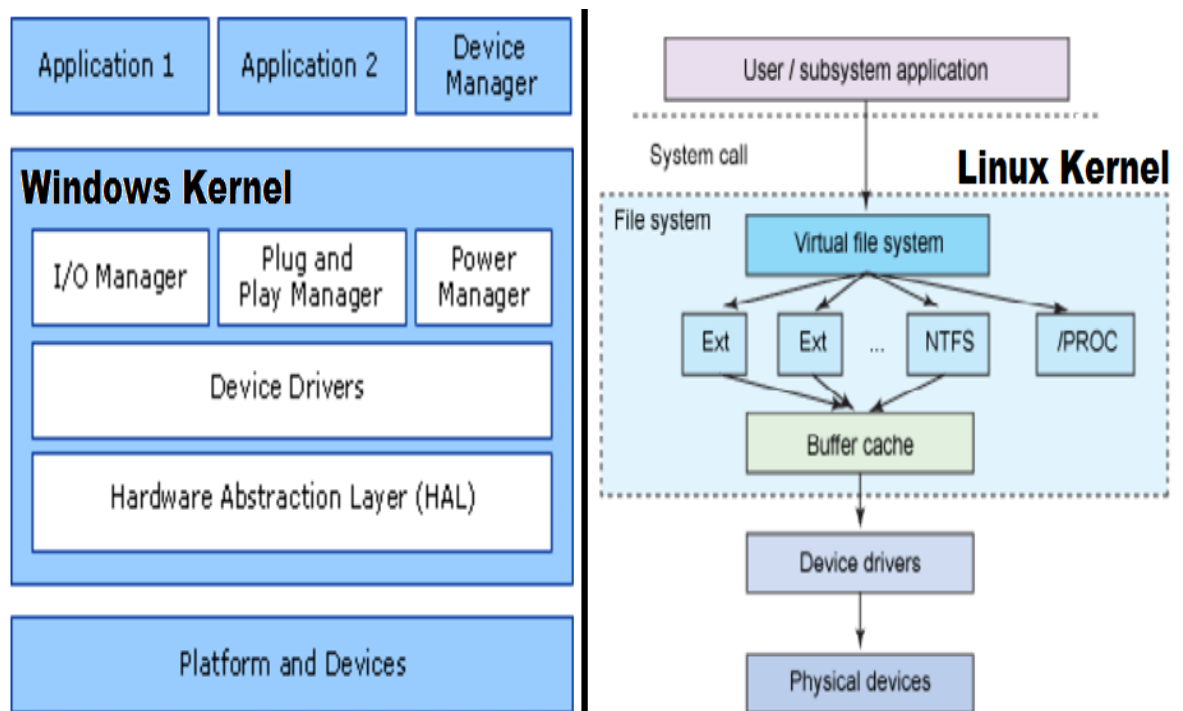 Application 1
Application 2
Device
Manager
Windows Kernel
I/O Manager
Plug and
Play Manager
Power
Manager
Device Drivers
Hardware Abstraction Layer (HAL)
Platform and Devices
User / subsystem application
System call
Linux Kernel
File system
Virtual file system
Ext
Ext
...
NTFS
/PROC
Buffer cache
Device drivers
Physical devices